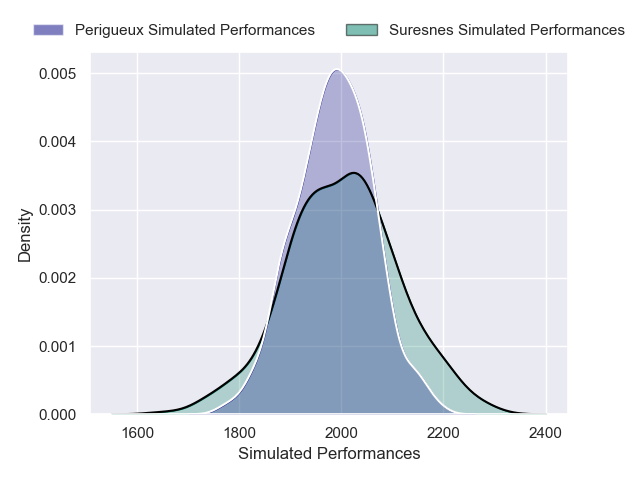 Perigueux Simulated Performances
Suresnes Simulated Performances
0.005
0.004
0.003
0.002
0.001
0.000
Density
1600 1800 2000 2200 2400
Simulated Performances